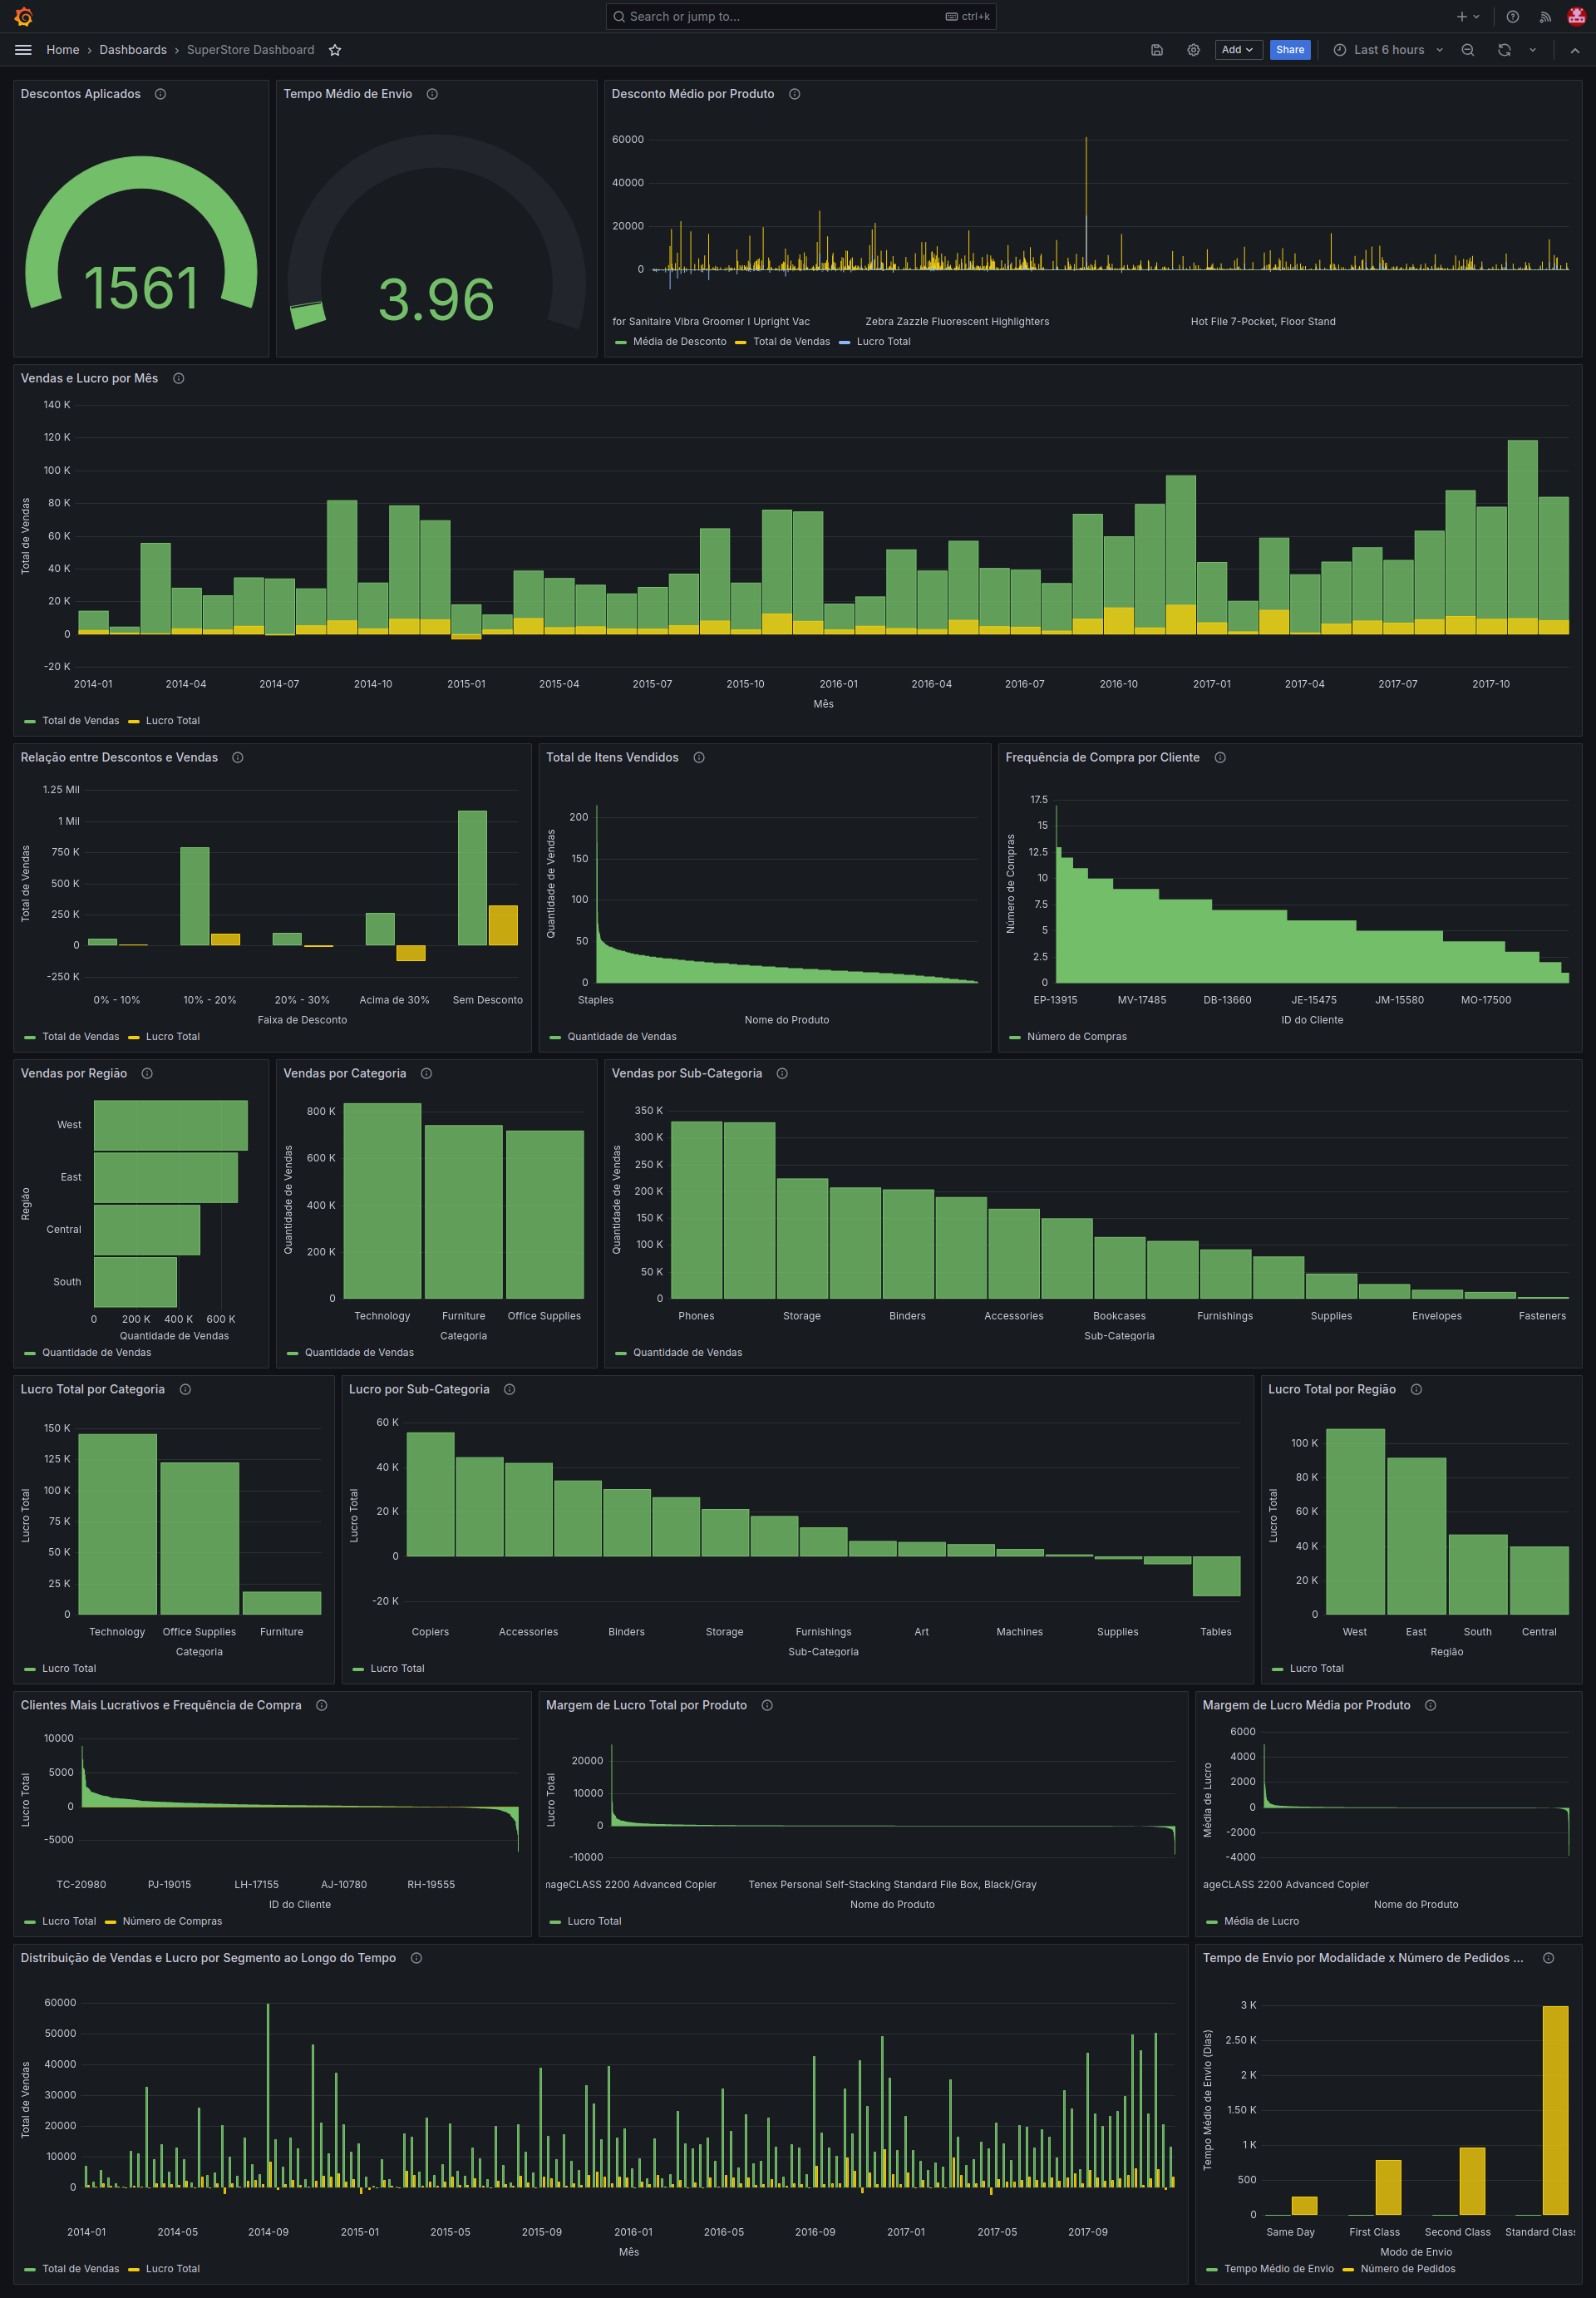 Search or jump to...
ctrl+k
Home › Dashboards › SuperStore Dashboard
Add
Share
Last 6 hours
Descontos Aplicados
1561
Tempo Médio de Envio
3.96
Desconto Médio por Produto
60000
40000
20000
0
for Sanitaire Vibra Groomer I Upright Vac
Zebra Zazzle Fluorescent Highlighters
Hot File 7-Pocket, Floor Stand
Média de Desconto
Total de Vendas
Lucro Total
Vendas e Lucro por Mês
Total de Vendas
140 K
120 K
100 K
80 K
60 K
40 K
20 K
0
-20 K
2014-01
2014-04
2014-07
2014-10
2015-01
2015-04
2015-07
2015-10
2016-01
2016-04
2016-07
2016-10
2017-01
2017-04
2017-07
2017-10
Mês
Total de Vendas
Lucro Total
Relação entre Descontos e Vendas
Total de Vendas
1.25 Mil
1 Mil
750 K
500 K
250 K
0
-250 K
0% - 10%
10% - 20%
20% - 30%
Acima de 30%
Sem Desconto
Faixa de Desconto
Total de Vendas
Lucro Total
Total de Itens Vendidos
Quantidade de Vendas
200
150
100
50
0
Staples
Nome do Produto
Quantidade de Vendas
Frequência de Compra por Cliente
Número de Compras
17.5
15
12.5
10
7.5
5
2.5
0
EP-13915
MV-17485
DB-13660
JE-15475
JM-15580
MO-17500
ID do Cliente
Número de Compras
Vendas por Região
Região
West
East
Central
South
0
200 K
400 K
600 K
Quantidade de Vendas
Quantidade de Vendas
Vendas por Categoria
Quantidade de Vendas
800 K
600 K
400 K
200 K
0
Technology
Furniture
Office Supplies
Categoria
Quantidade de Vendas
Vendas por Sub-Categoria
Quantidade de Vendas
350 K
300 K
250 K
200 K
150 K
100 K
50 K
0
Phones
Storage
Binders
Accessories
Bookcases
Furnishings
Supplies
Envelopes
Fasteners
Sub-Categoria
Quantidade de Vendas
Lucro Total por Categoria
Lucro Total
150 K
125 K
100 K
75 K
50 K
25 K
0
Technology
Office Supplies
Furniture
Categoria
Lucro Total
Lucro por Sub-Categoria
Lucro Total
60 K
40 K
20 K
0
-20 K
Copiers
Accessories
Binders
Storage
Furnishings
Art
Machines
Supplies
Tables
Sub-Categoria
Lucro Total
Lucro Total por Região
Lucro Total
100 K
80 K
60 K
40 K
20 K
0
West
East
South
Central
Região
Lucro Total
Clientes Mais Lucrativos e Frequência de Compra
Lucro Total
10000
5000
0
-5000
TC-20980
PJ-19015
LH-17155
AJ-10780
RH-19555
ID do Cliente
Lucro Total
Número de Compras
Margem de Lucro Total por Produto
Lucro Total
20000
10000
0
-10000
nageCLASS 2200 Advanced Copier
Tenex Personal Self-Stacking Standard File Box, Black/Gray
Nome do Produto
Lucro Total
Margem de Lucro Média por Produto
Média de Lucro
6000
4000
2000
0
-2000
-4000
ageCLASS 2200 Advanced Copier
Nome do Produto
Média de Lucro
Distribuição de Vendas e Lucro por Segmento ao Longo do Tempo
Total de Vendas
60000
50000
40000
30000
20000
10000
0
2014-01
2014-05
2014-09
2015-01
2015-05
2015-09
2016-01
2016-05
2016-09
2017-01
2017-05
2017-09
Mês
Total de Vendas
Lucro Total
Tempo de Envio por Modalidade x Número de Pedidos ...
Tempo Médio de Envio (Dias)
3 K
2.50 K
2 K
1.50 K
1 K
500
0
Same Day
First Class
Second Class
Standard Class
Modo de Envio
Tempo Médio de Envio
Número de Pedidos